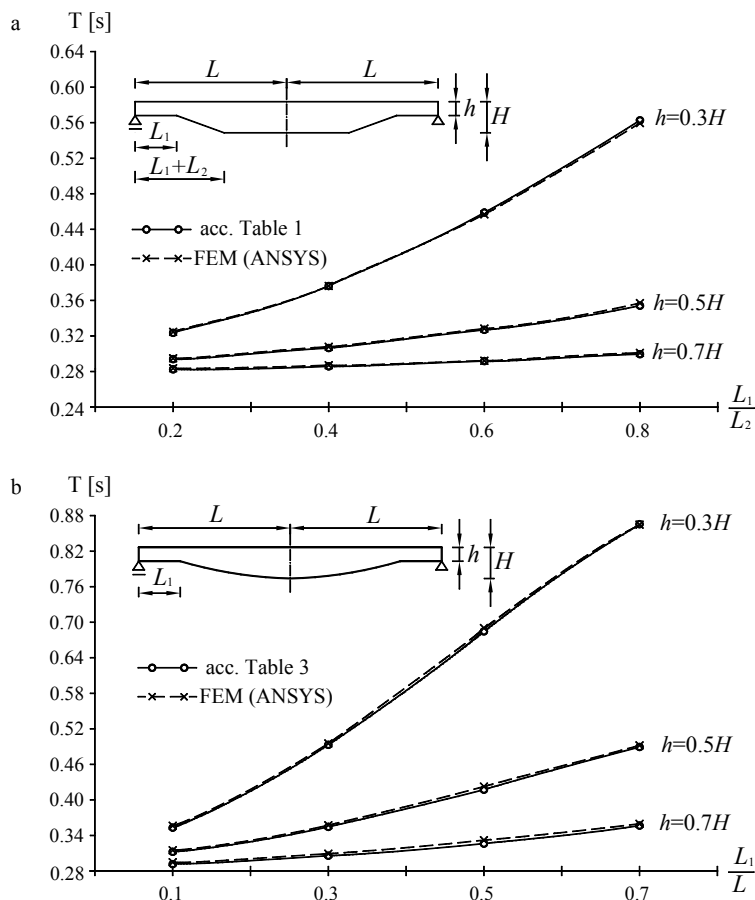 a T [s]
0.64
0.56
0.52
0.48
0.44
0.40
0.36
0.32
0.28
0.24
L L
h H
L₁
L₁+L₂
acc. Table 1
FEM (ANSYS)
h=0.3H
h=0.5H
h=0.7H
0.2 0.4 0.6 0.8
L₁
L₂
b T [s]
0.88
0.82
0.76
0.70
0.64
0.52
0.46
0.40
0.34
0.28
L L
h H
L₁
acc. Table 3
FEM (ANSYS)
h=0.3H
h=0.5H
h=0.7H
0.1 0.3 0.5 0.7
L₁
L